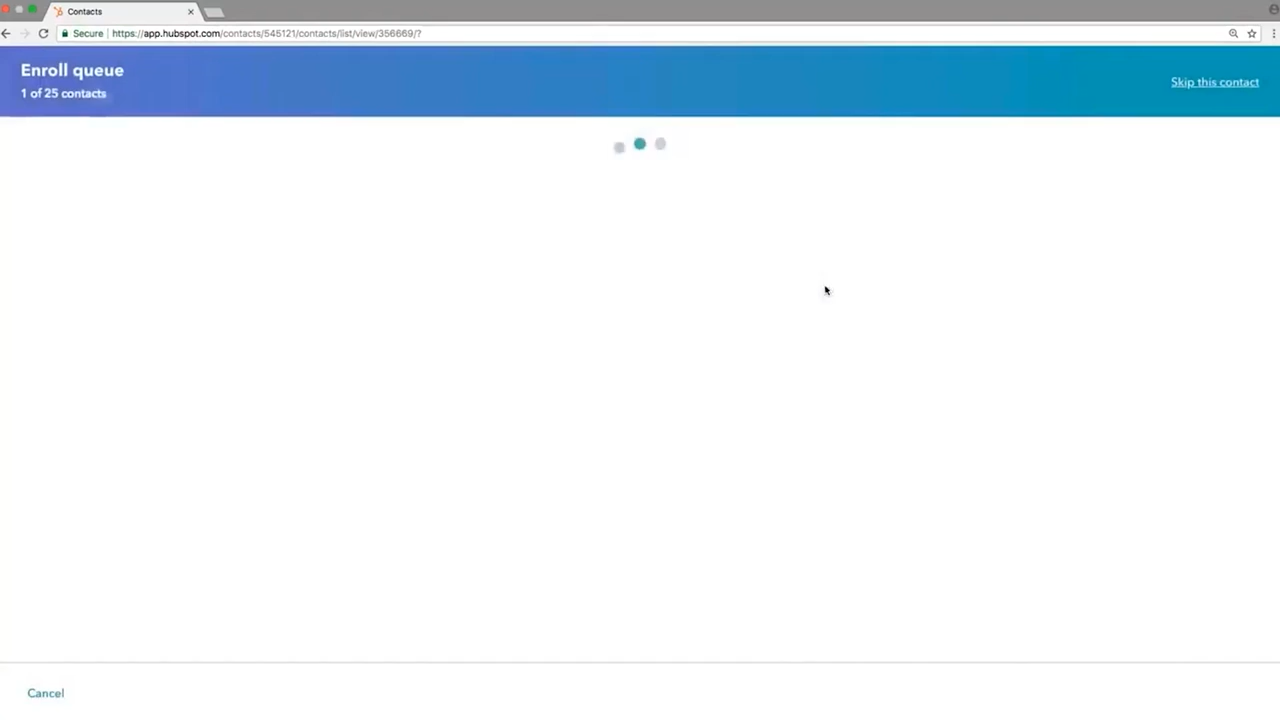 Contacts
Secure https://app.hubspot.com/contacts/545121/contacts/list/view/356669/?
Enroll queue
1 of 25 contacts
Skip this contact
Cancel